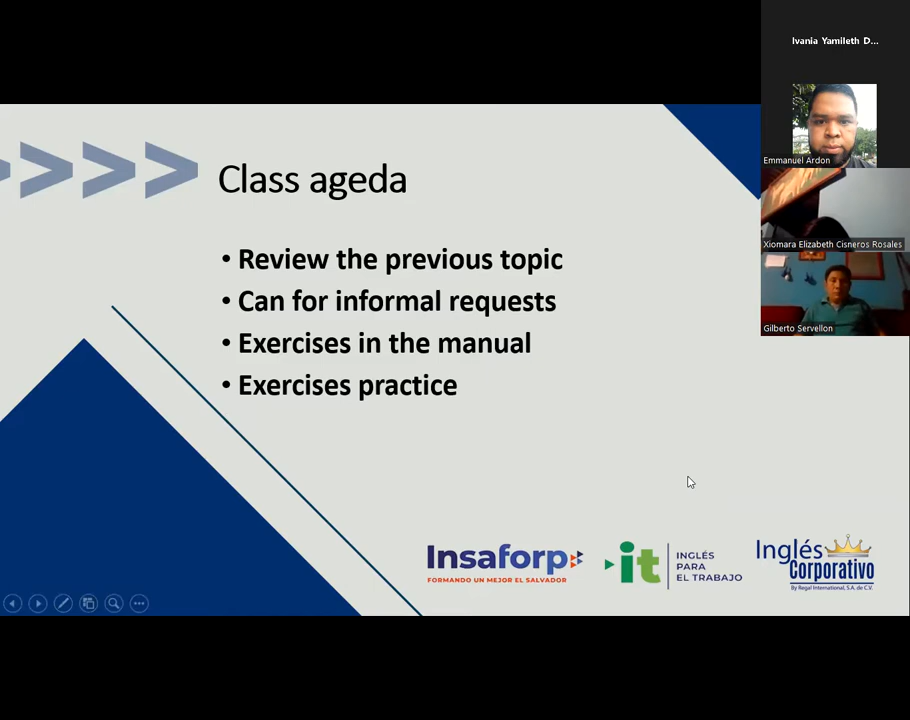 Ivania Yamileth D...
Emmanuel Ardon
Xiomara Elizabeth Cisneros Rosales
Gilberto Servellon
>>>>
Class ageda
• Review the previous topic
• Can for informal requests
• Exercises in the manual
• Exercises practice
Insaforp
FORMANDO UN MEJOR EL SALVADOR
it
INGLÉS
PARA
EL TRABAJO
Inglés
Corporativo
By Regal International, S.A. de C.V.